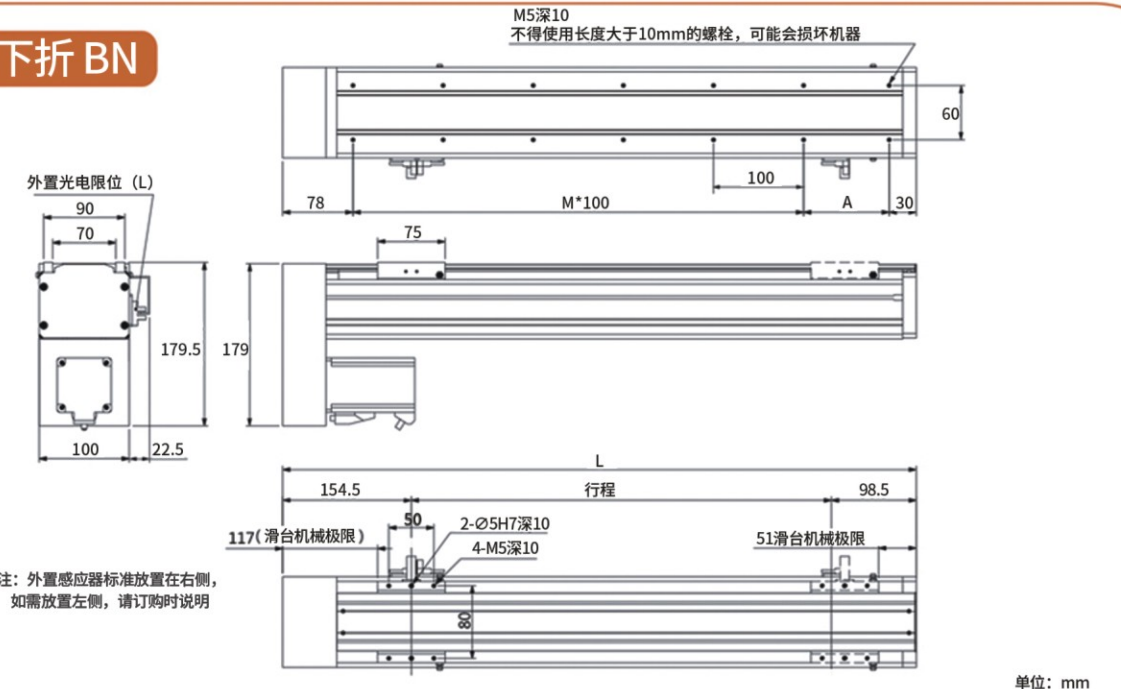 M5深10
不得使用长度大于10mm的螺栓，可能会损坏机器
下折 BN
60
外置光电限位（L）
100
78
M*100
A
30
90
70
75
179.5
179
100
22.5
L
154.5
行程
98.5
50
2-∅5H7深10
117( 滑台机械极限 )
51滑台机械极限
4-M5深10
注：外置感应器标准放置在右侧，
如需放置左侧，请订购时说明
80
单位：mm